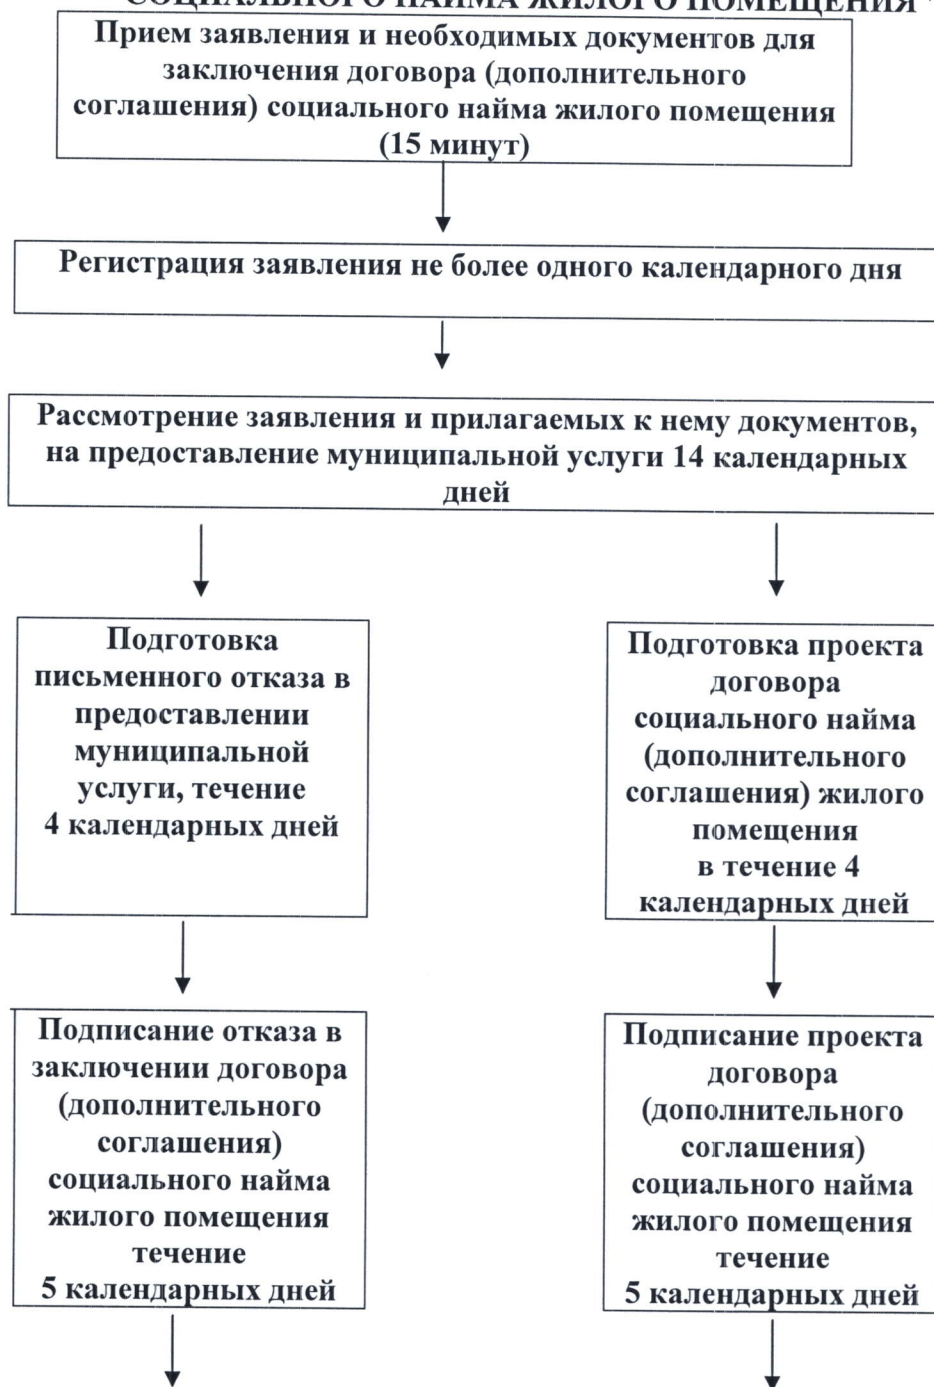 СОЦИАЛЬНОГО НАЙМА ЖИЛОГО ПОМЕЩЕНИЯ
Прием заявления и необходимых документов для
заключения договора (дополнительного
соглашения) социального найма жилого помещения
(15 минут)
Регистрация заявления не более одного календарного дня
Рассмотрение заявления и прилагаемых к нему документов,
на предоставление муниципальной услуги 14 календарных
дней
Подготовка
письменного отказа в
предоставлении
муниципальной
услуги, течение
4 календарных дней
Подготовка проекта
договора
социального найма
(дополнительного
соглашения) жилого
помещения
в течение 4
календарных дней
Подписание отказа в
заключении договора
(дополнительного
соглашения)
социального найма
жилого помещения
течение
5 календарных дней
Подписание проекта
договора
(дополнительного
соглашения)
социального найма
жилого помещения
течение
5 календарных дней